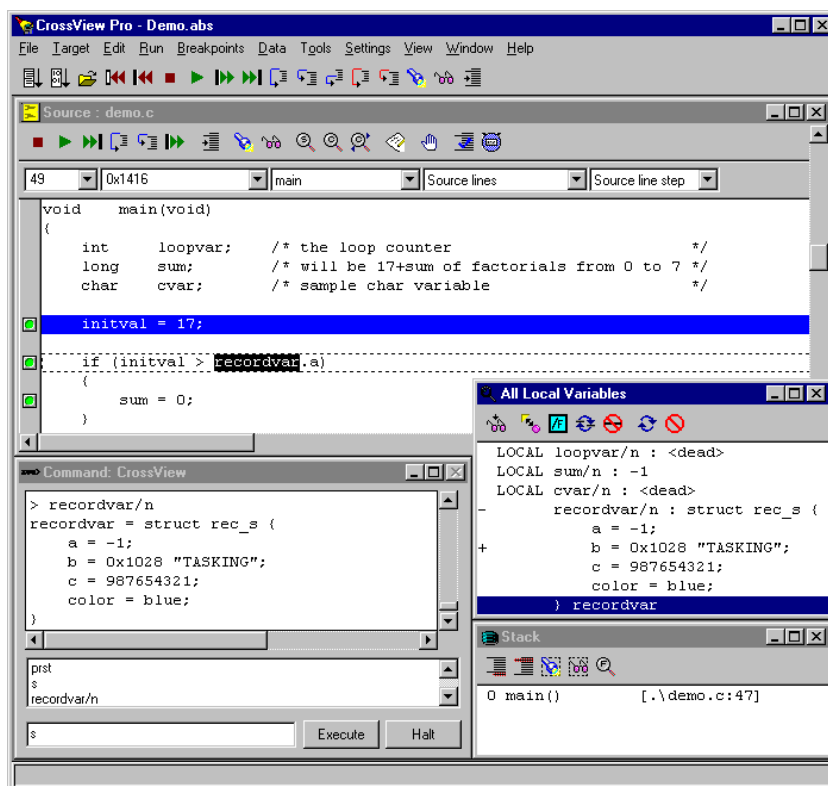 CrossView Pro - Demo.abs
File Target Edit Run Breakpoints Data Tools Settings View Window Help
Source : demo.c
49 0x1416 main Source lines Source line step
void main(void)
{
int loopvar; /* the loop counter */
long sum; /* will be 17+sum of factorials from 0 to 7 */
char cvar; /* sample char variable */
initval = 17;
if (initval > recordvar.a)
{
sum = 0;
}
All Local Variables
LOCAL loopvar/n : <dead>
LOCAL sum/n : -1
LOCAL cvar/n : <dead>
- recordvar/n : struct rec_s {
a = -1;
+ b = 0x1028 "TASKING";
c = 987654321;
color = blue;
} recordvar
Command: CrossView
> recordvar/n
recordvar = struct rec_s {
a = -1;
b = 0x1028 "TASKING";
c = 987654321;
color = blue;
}
prst
s
recordvar/n
s Execute Halt
Stack
0 main() [.\demo.c:47]